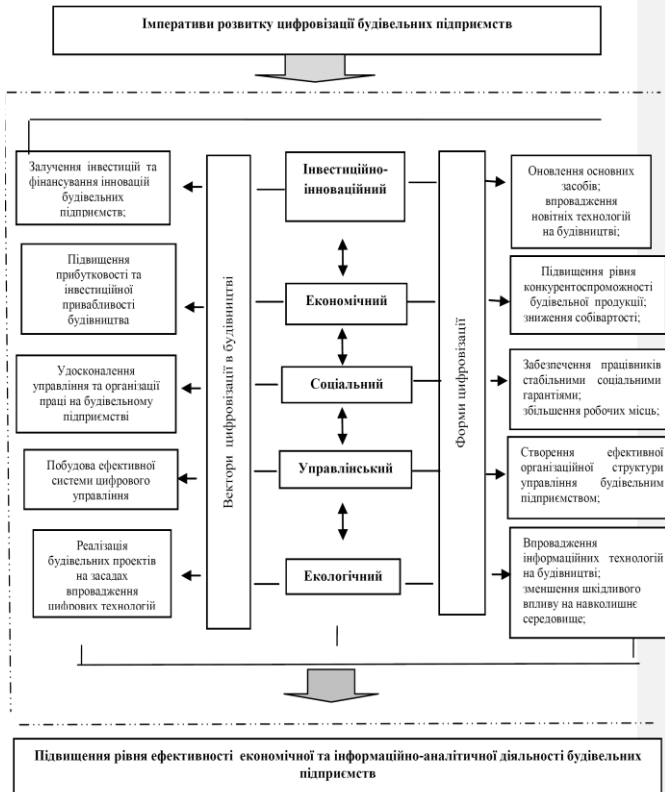 Імперативи розвитку цифровізації будівельних підприємств
Залучення інвестицій та
фінансування інновацій
будівельних
підприємств;
Підвищення
прибутковості та
інвестиційної
привабливості
будівництва
Удосконалення
управління та організації
праці на будівельному
підприємстві
Побудова ефективної
системи цифрового
управління
Реалізація
будівельних проектів
на засадах
впровадження
цифрових технологій
Вектори цифровізації в будівництві
Інвестиційно-
інноваційний
Економічний
Соціальний
Управлінський
Екологічний
Форми цифровізації
Оновлення основних
засобів;
впровадження
новітніх технологій
на будівництві;
Підвищення рівня
конкурентоспроможності
будівельної продукції;
зниження собівартості;
Забезпечення працівників
стабільними соціальними
гарантіями;
збільшення робочих місць;
Створення ефективної
організаційної структури
управління будівельним
підприємством;
Впровадження
інформаційних технологій
на будівництві;
зменшення шкідливого
впливу на навколишнє
середовище;
Підвищення рівня ефективності економічної та інформаційно-аналітичної діяльності будівельних
підприємств